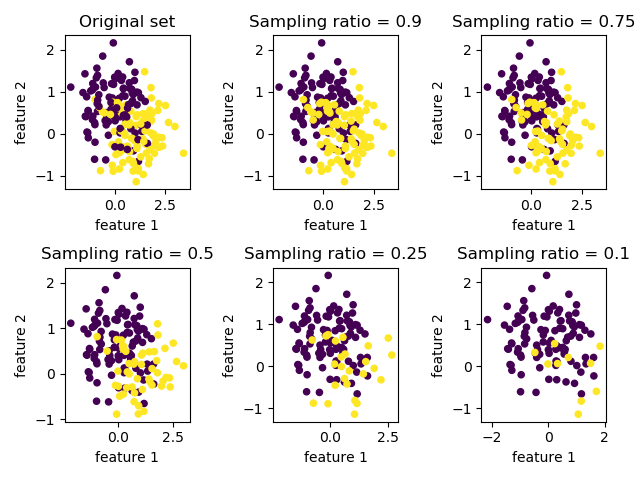 Original set
Sampling ratio = 0.9
Sampling ratio = 0.75
feature 2
2
1
0
−1
0.0
2.5
feature 1
feature 2
2
1
0
−1
0.0
2.5
feature 1
feature 2
2
1
0
−1
0.0
2.5
feature 1
Sampling ratio = 0.5
Sampling ratio = 0.25
Sampling ratio = 0.1
feature 2
2
1
0
−1
0.0
2.5
feature 1
feature 2
2
1
0
−1
0.0
2.5
feature 1
feature 2
2
1
0
−1
−2
0
2
feature 1